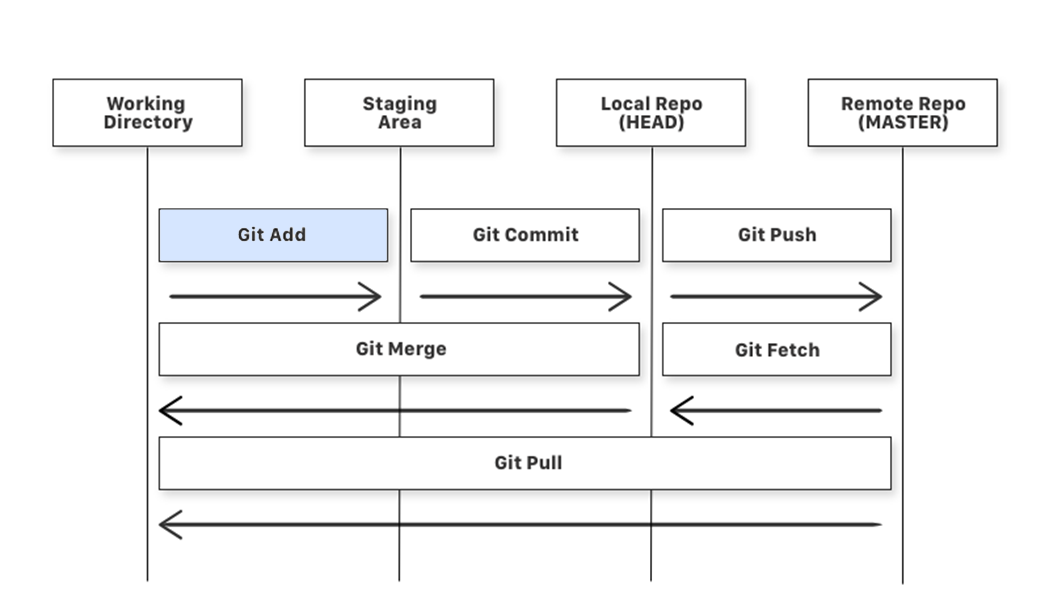 Working
Directory
Staging
Area
Local Repo
(HEAD)
Remote Repo
(MASTER)
Git Add
Git Commit
Git Push
Git Merge
Git Fetch
Git Pull